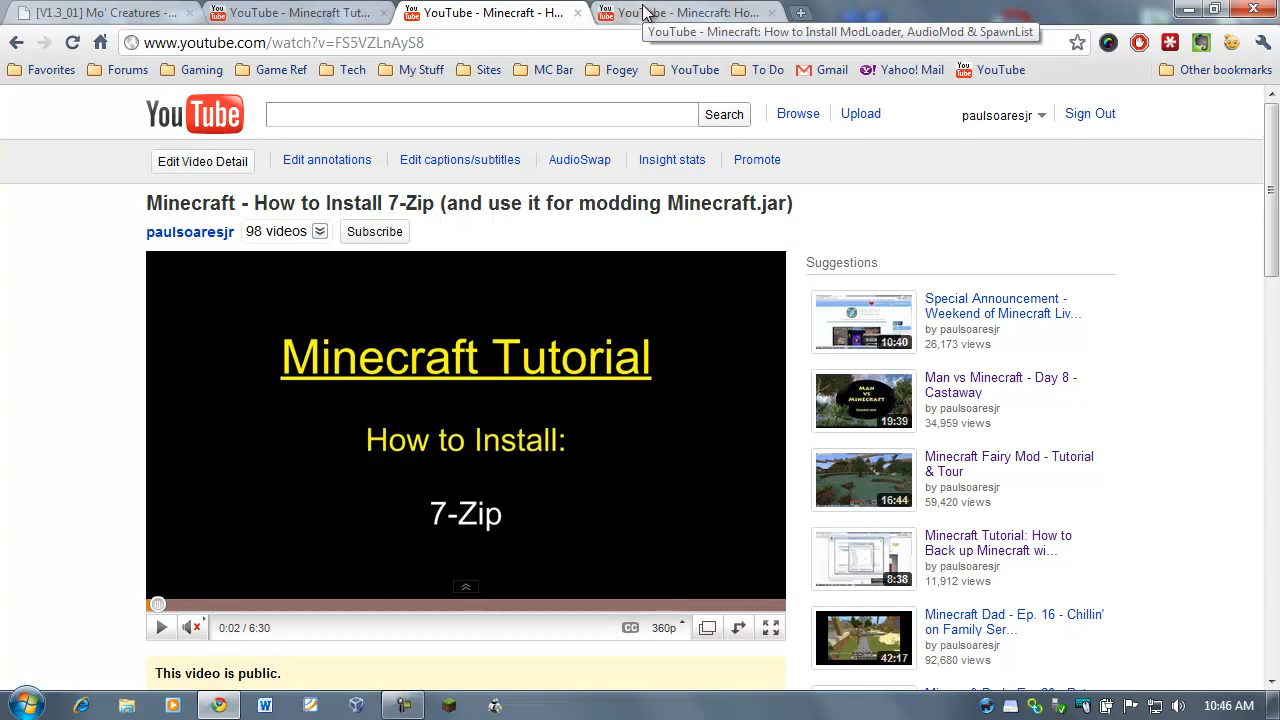 [V1.3_01] Mo' Creatures -
YouTube - Minecraft Tutor
YouTube - Minecraft - H...
YouTube - Minecraft: Ho...
YouTube - Minecraft: How to Install ModLoader, AudioMod & SpawnList
www.youtube.com/watch?v=FS5VZLnAyS8
Favorites Forums Gaming Game Ref Tech My Stuff Sites MC Bar Fogey YouTube To Do Gmail Yahoo! Mail YouTube Other bookmarks
YouTube Search Browse Upload paulsoaresjr Sign Out
Edit Video Detail Edit annotations Edit captions/subtitles AudioSwap Insight stats Promote
Minecraft - How to Install 7-Zip (and use it for modding Minecraft.jar)
paulsoaresjr 98 videos Subscribe
Minecraft Tutorial
How to Install:
7-Zip
0:02 / 6:30 CC 360p
This video is public.
Suggestions
10:40
Special Announcement -
Weekend of Minecraft Liv...
by paulsoaresjr
26,173 views
MAN
VS
MINECRAFT
19:39
Man vs Minecraft - Day 8 -
Castaway
by paulsoaresjr
34,959 views
16:44
Minecraft Fairy Mod - Tutorial
& Tour
by paulsoaresjr
59,420 views
8:38
Minecraft Tutorial: How to
Back up Minecraft wi...
by paulsoaresjr
11,912 views
42:17
Minecraft Dad - Ep. 16 - Chillin'
on Family Ser...
by paulsoaresjr
92,680 views
10:46 AM